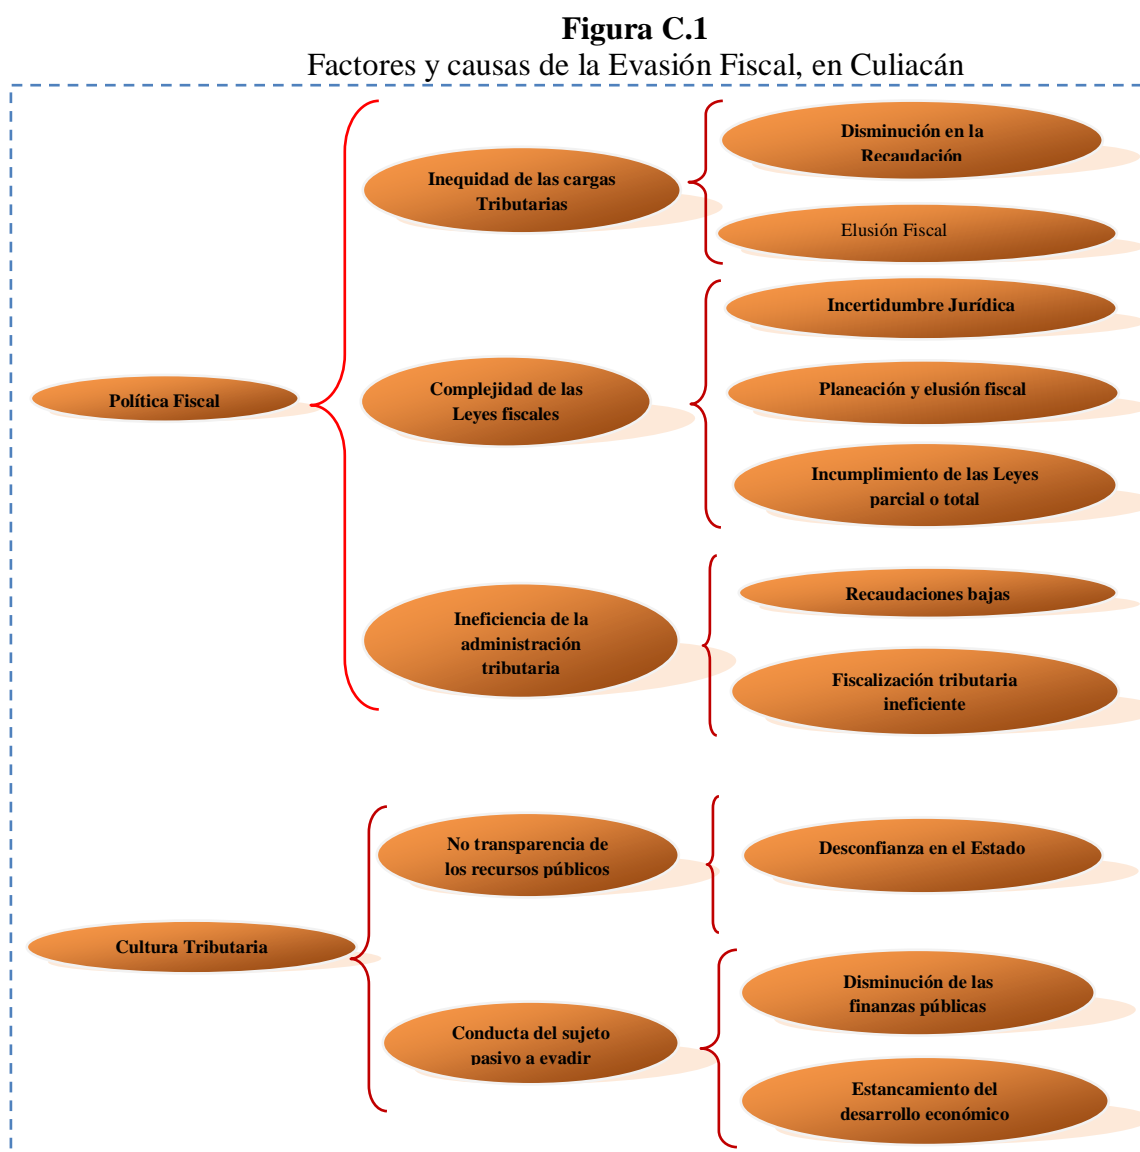 Figura C.1
Factores y causas de la Evasión Fiscal, en Culiacán
Política Fiscal
Inequidad de las cargas
Tributarias
Disminución en la
Recaudación
Elusión Fiscal
Complejidad de las
Leyes fiscales
Incertidumbre Jurídica
Planeación y elusión fiscal
Incumplimiento de las Leyes
parcial o total
Ineficiencia de la
administración
tributaria
Recaudaciones bajas
Fiscalización tributaria
ineficiente
Cultura Tributaria
No transparencia de
los recursos públicos
Desconfianza en el Estado
Conducta del sujeto
pasivo a evadir
Disminución de las
finanzas públicas
Estancamiento del
desarrollo económico